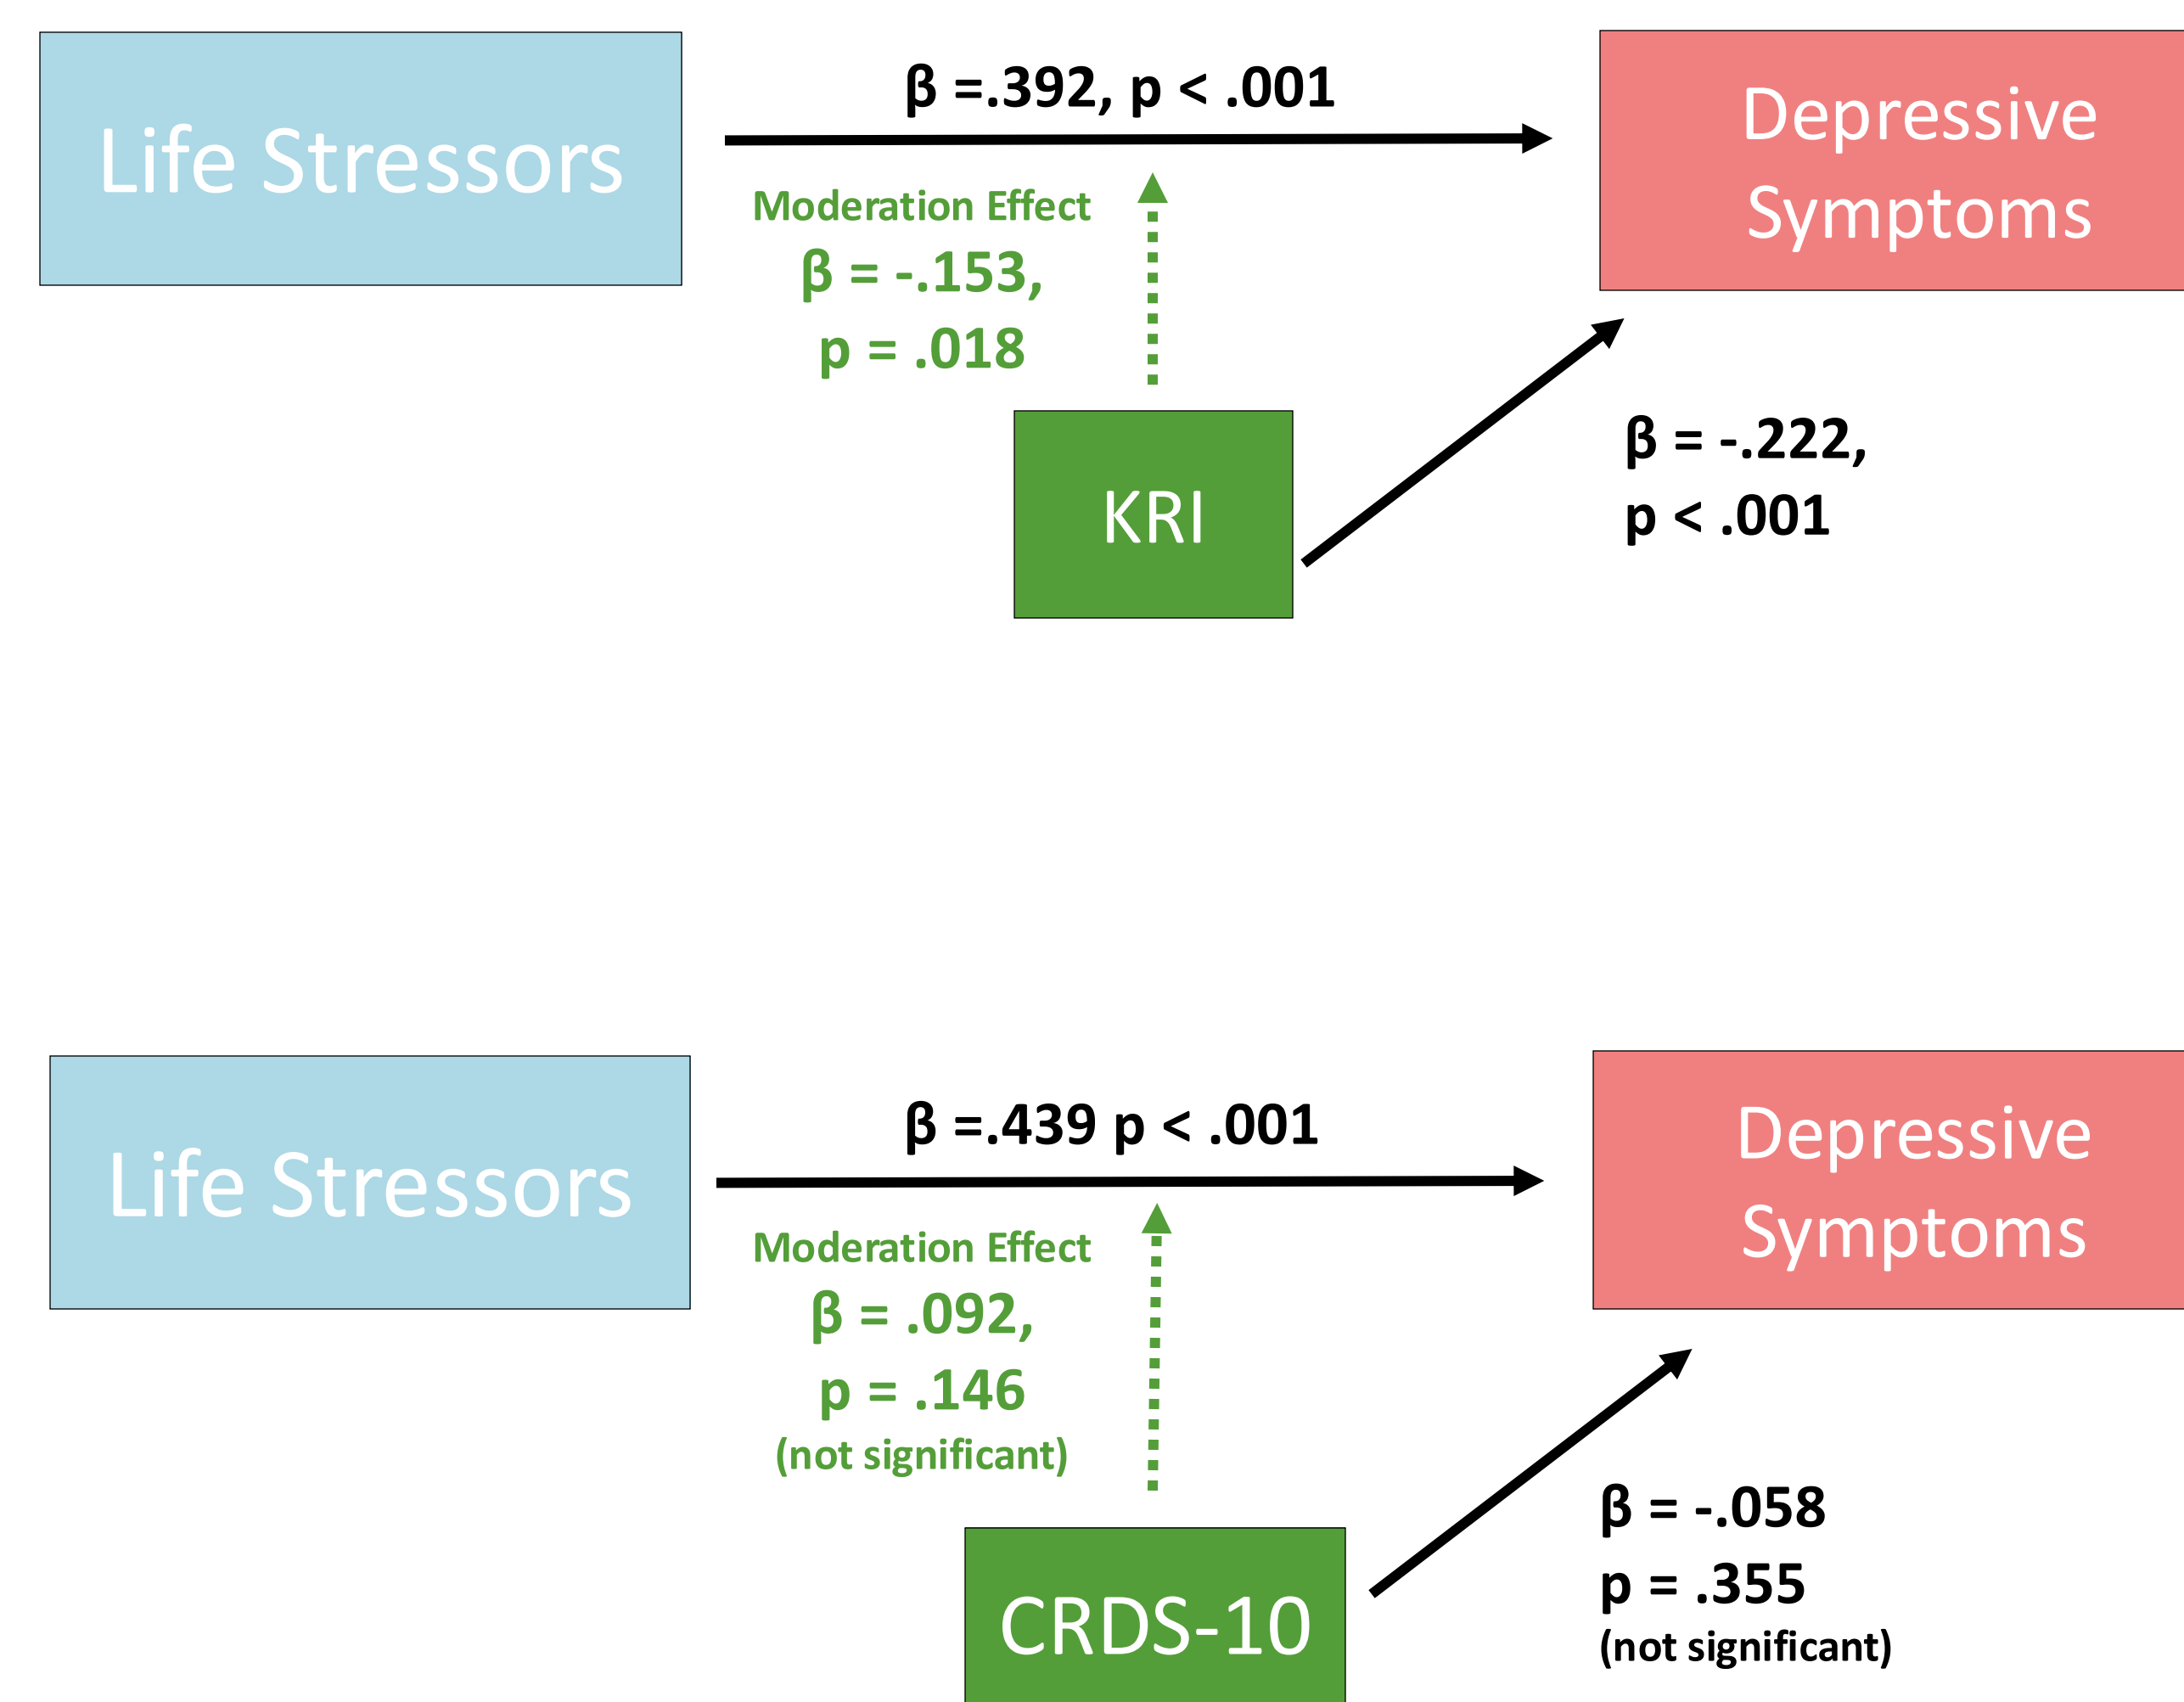 Life Stressors
β =.392, p < .001
Depressive
Symptoms
Moderation Effect
β = -.153,
p = .018
KRI
β = -.222,
p < .001
Life Stressors
β =.439 p < .001
Depressive
Symptoms
Moderation Effect
β = .092,
p = .146
(not significant)
CRDS-10
β = -.058
p = .355
(not significant)